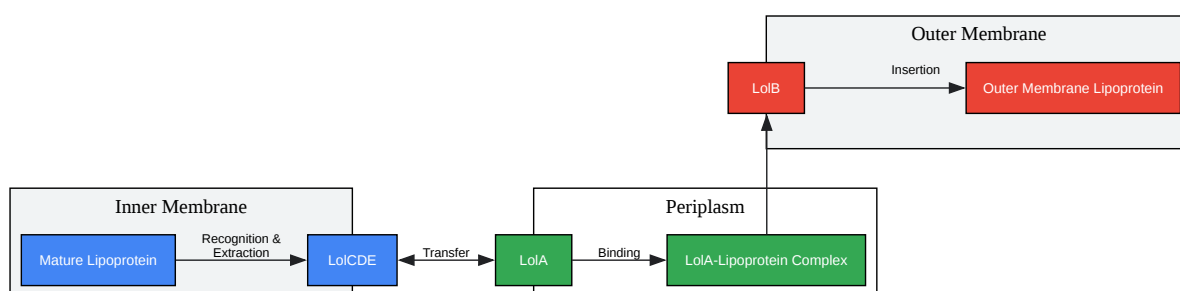 Outer Membrane
LolB
Insertion
Outer Membrane Lipoprotein
Inner Membrane
Periplasm
Mature Lipoprotein
Recognition &
Extraction
LolCDE
Transfer
LolA
Binding
LolA-Lipoprotein Complex